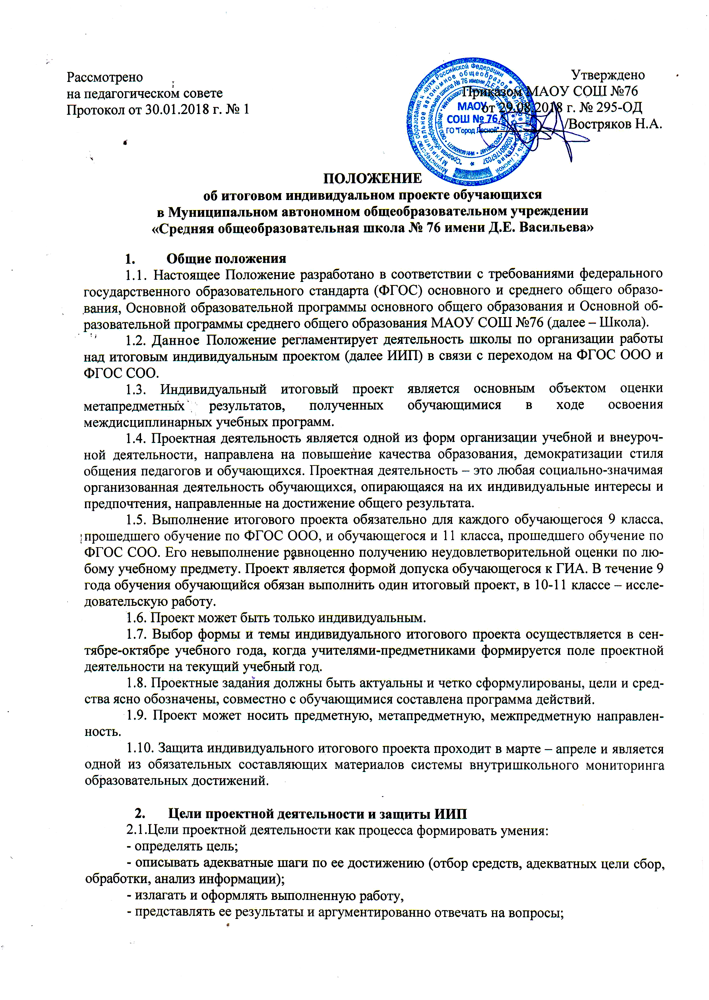 Рассмотрено
на педагогическом совете
Протокол от 30.01.2018 г. № 1
Утверждено
Приказом МАОУ СОШ №76
от 29.08.2018 г. № 295-ОД
/Востряков Н.А.
МАОУ
СОШ № 76
ГО "Город Лесной"
ПОЛОЖЕНИЕ
об итоговом индивидуальном проекте обучающихся
в Муниципальном автономном общеобразовательном учреждении
«Средняя общеобразовательная школа № 76 имени Д.Е. Васильева»
1. Общие положения
1.1. Настоящее Положение разработано в соответствии с требованиями федерального
государственного образовательного стандарта (ФГОС) основного и среднего общего образо-
вания, Основной образовательной программы основного общего образования и Основной об-
разовательной программы среднего общего образования МАОУ СОШ №76 (далее – Школа).
1.2. Данное Положение регламентирует деятельность школы по организации работы
над итоговым индивидуальным проектом (далее ИИП) в связи с переходом на ФГОС ООО и
ФГОС СОО.
1.3. Индивидуальный итоговый проект является основным объектом оценки
метапредметных результатов, полученных обучающимися в ходе освоения
междисциплинарных учебных программ.
1.4. Проектная деятельность является одной из форм организации учебной и внеуроч-
ной деятельности, направлена на повышение качества образования, демократизации стиля
общения педагогов и обучающихся. Проектная деятельность – это любая социально-значимая
организованная деятельность обучающихся, опирающаяся на их индивидуальные интересы и
предпочтения, направленные на достижение общего результата.
1.5. Выполнение итогового проекта обязательно для каждого обучающегося 9 класса,
прошедшего обучение по ФГОС ООО, и обучающегося и 11 класса, прошедшего обучение по
ФГОС СОО. Его невыполнение равноценно получению неудовлетворительной оценки по лю-
бому учебному предмету. Проект является формой допуска обучающегося к ГИА. В течение 9
года обучения обучающийся обязан выполнить один итоговый проект, в 10-11 классе – иссле-
довательскую работу.
1.6. Проект может быть только индивидуальным.
1.7. Выбор формы и темы индивидуального итогового проекта осуществляется в сен-
тябре-октябре учебного года, когда учителями-предметниками формируется поле проектной
деятельности на текущий учебный год.
1.8. Проектные задания должны быть актуальны и четко сформулированы, цели и сред-
ства ясно обозначены, совместно с обучающимися составлена программа действий.
1.9. Проект может носить предметную, метапредметную, межпредметную направлен-
ность.
1.10. Защита индивидуального итогового проекта проходит в марте – апреле и является
одной из обязательных составляющих материалов системы внутришкольного мониторинга
образовательных достижений.
2. Цели проектной деятельности и защиты ИИП
2.1.Цели проектной деятельности как процесса формировать умения:
- определять цель;
- описывать адекватные шаги по ее достижению (отбор средств, адекватных цели сбор,
обработки, анализ информации);
- излагать и оформлять выполненную работу,
- представлять ее результаты и аргументированно отвечать на вопросы;